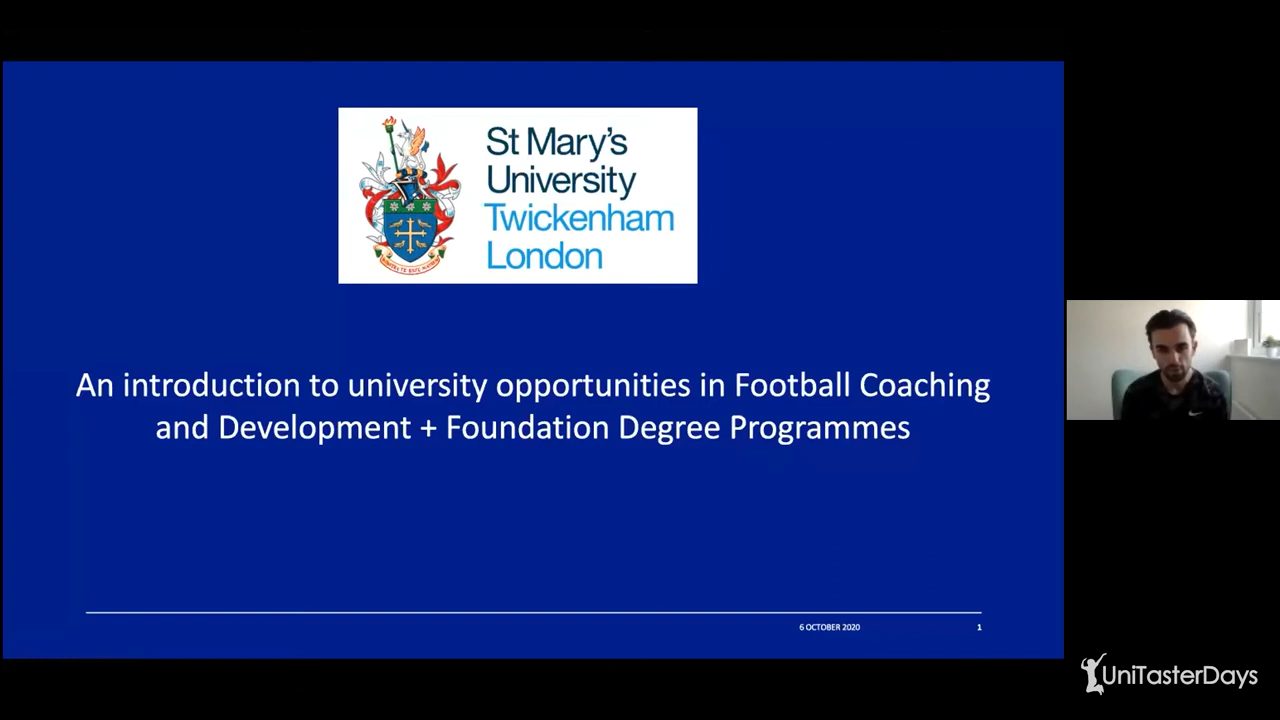 St Mary's
University
Twickenham
London
An introduction to university opportunities in Football Coaching
and Development + Foundation Degree Programmes
6 OCTOBER 2020
1
UniTasterDays